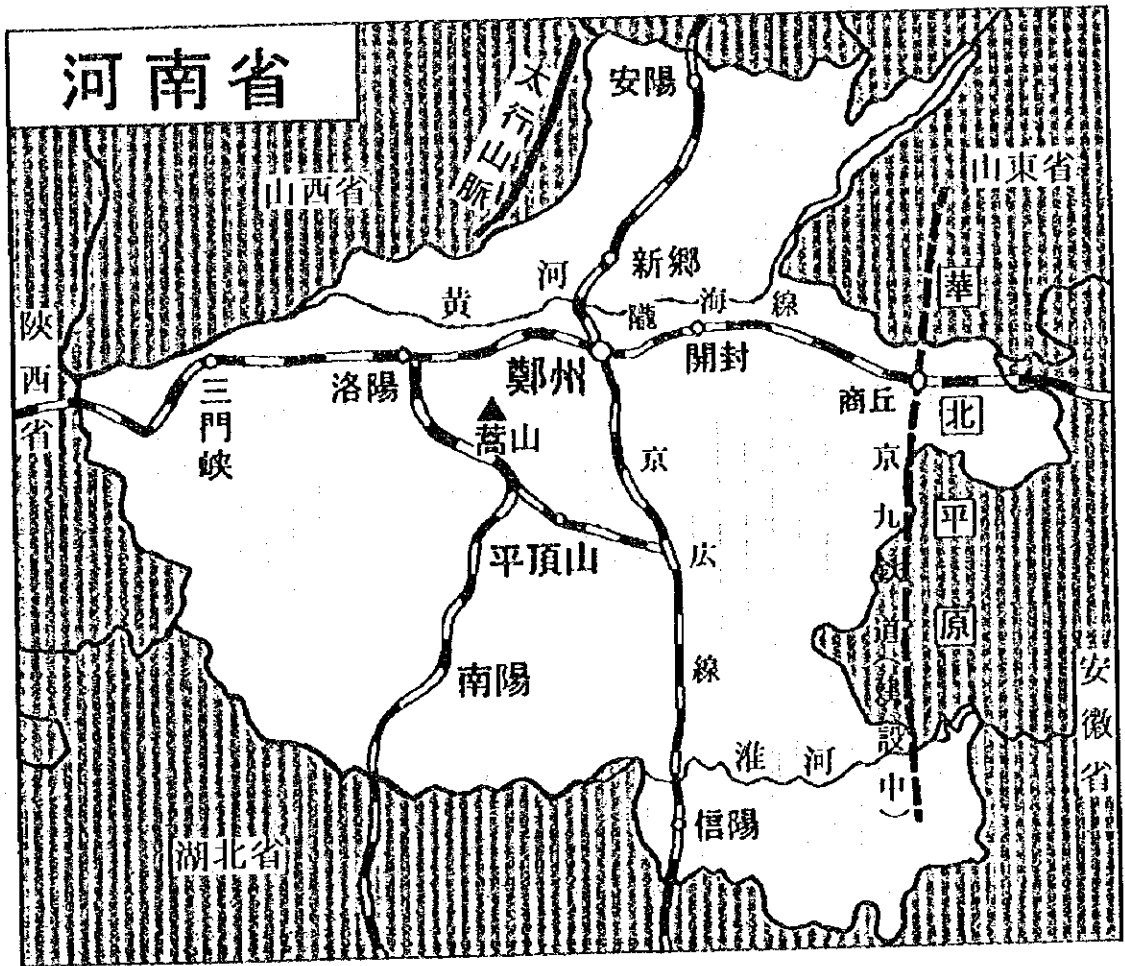 河南省
太行山脈
安陽
山西省
山東省
新郷
黄河
隴海線
陝西省
三門峡
洛陽
鄭州
開封
商丘
嵩山
華北平原
京広線
京九鉄道(建設中)
平頂山
南陽
淮河
信陽
湖北省
安徽省